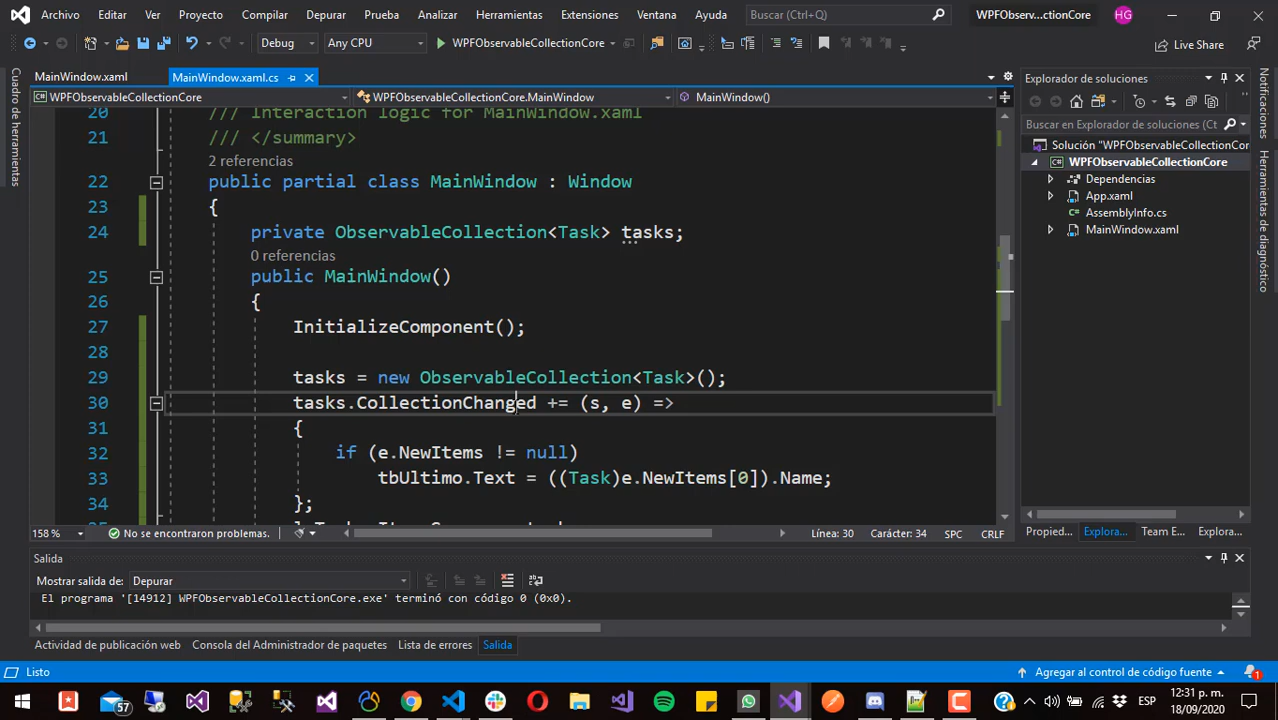 Archivo Editar Ver Proyecto Compilar Depurar Prueba Analizar Herramientas Extensiones Ventana Ayuda Buscar (Ctrl+Q) WPFObserv...ctionCore HG
Debug Any CPU WPFObservableCollectionCore Live Share
MainWindow.xaml MainWindow.xaml.cs
WPFObservableCollectionCore WPFObservableCollectionCore.MainWindow MainWindow()
Cuadro de herramientas
20 /// Interaction logic for MainWindow.xaml
21 /// </summary>
2 referencias
22 public partial class MainWindow : Window
23 {
24 private ObservableCollection<Task> tasks;
0 referencias
25 public MainWindow()
26 {
27 InitializeComponent();
28
29 tasks = new ObservableCollection<Task>();
30 tasks.CollectionChanged += (s, e) =>
31 {
32 if (e.NewItems != null)
33 tbUltimo.Text = ((Task)e.NewItems[0]).Name;
34 };
158 % No se encontraron problemas. Línea: 30 Carácter: 34 SPC CRLF
Explorador de soluciones
Buscar en Explorador de soluciones (Ct
Solución "WPFObservableCollectionCor
WPFObservableCollectionCore
Dependencias
App.xaml
AssemblyInfo.cs
MainWindow.xaml
Propied... Explora... Team E... Explora...
Notificaciones
Herramientas de diagnóstico
Salida
Mostrar salida de: Depurar
El programa '[14912] WPFObservableCollectionCore.exe' terminó con código 0 (0x0).
Actividad de publicación web Consola del Administrador de paquetes Lista de errores Salida
Listo Agregar al control de código fuente 1
57 ESP 12:31 p. m.
18/09/2020